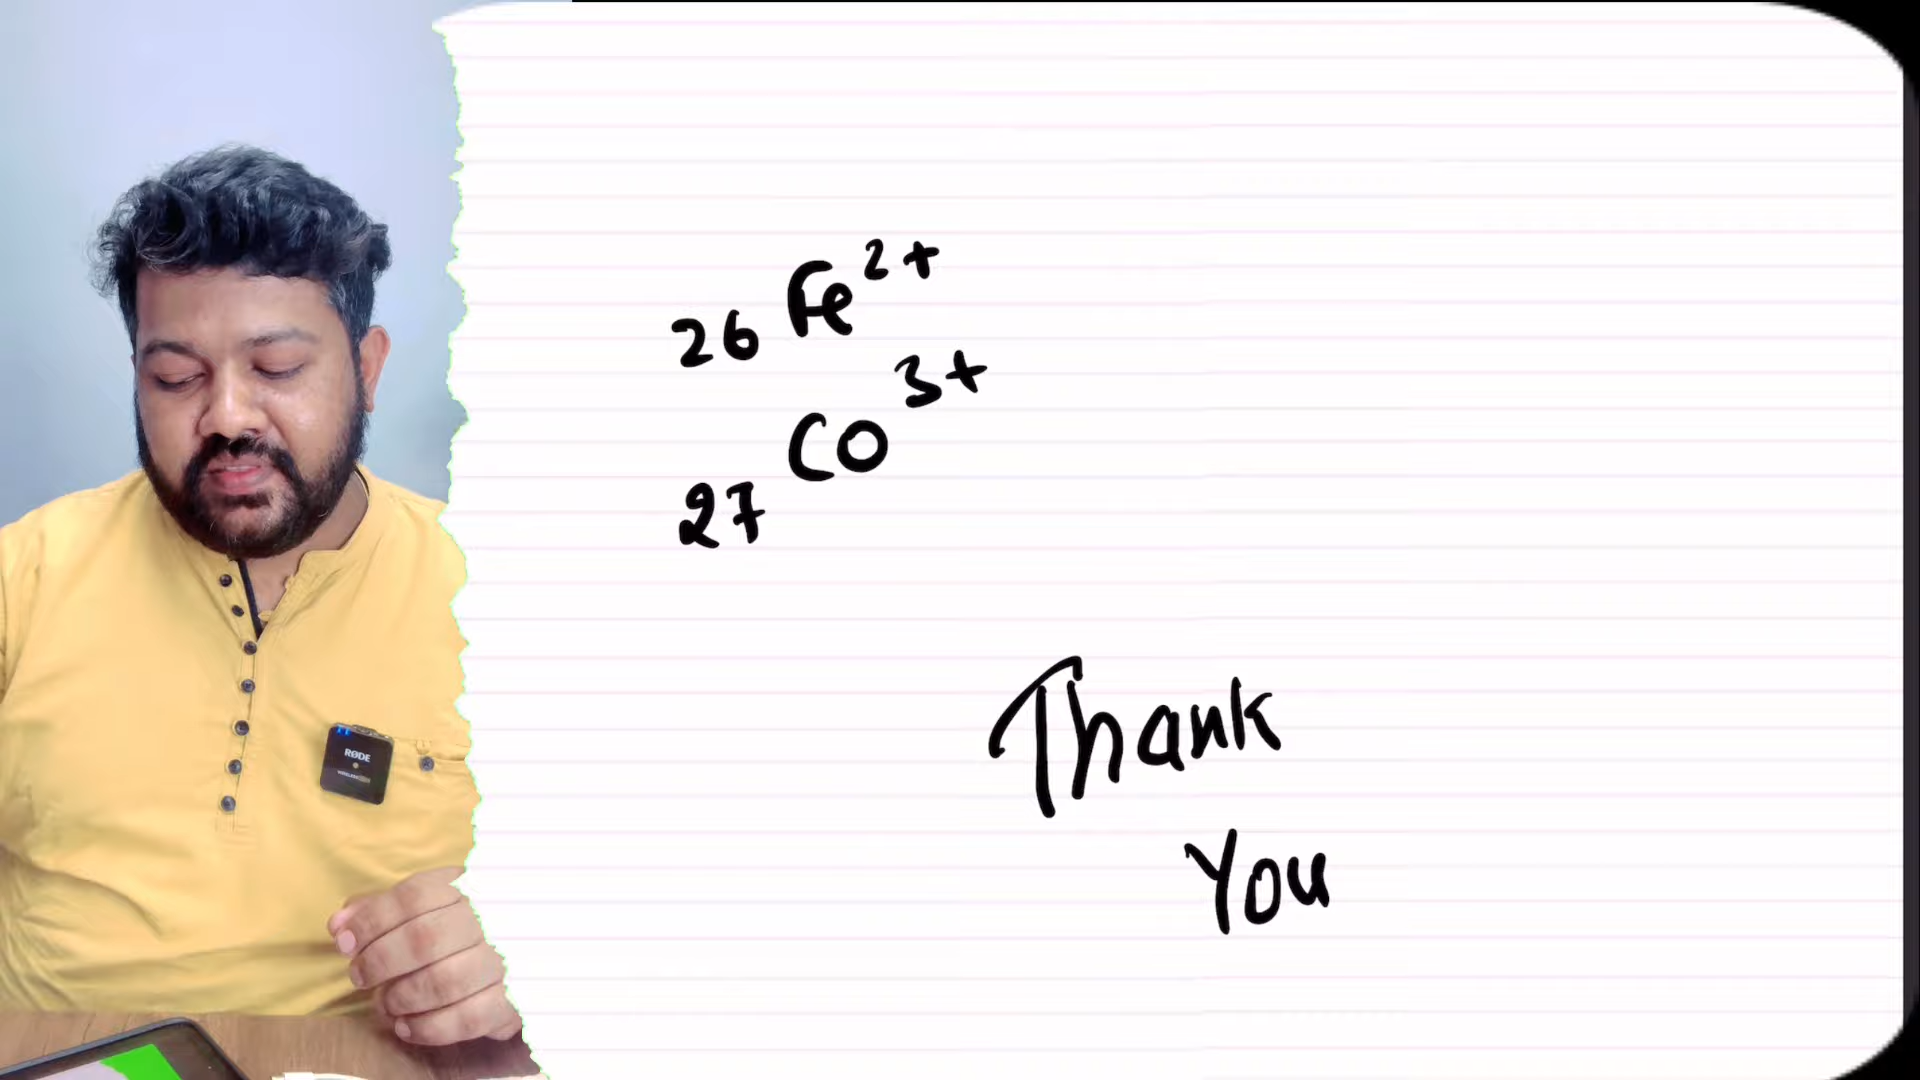 26 Fe²⁺
27 CO³⁺
Thank
You
RØDE